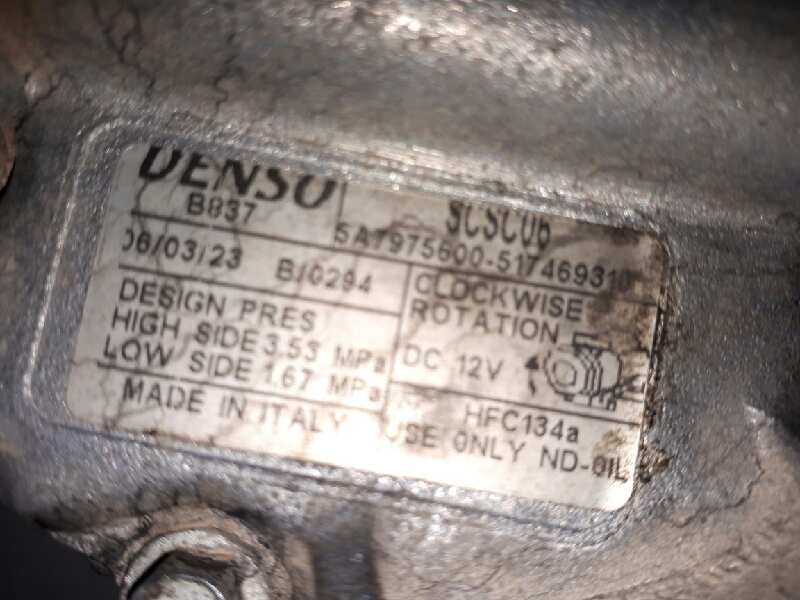 DENSO
B837
SCSC06
5A7975600-51746931
06/03/23 B/0294
CLOCKWISE
ROTATION
DESIGN PRES
HIGH SIDE 3.53 MPa
LOW SIDE 1.67 MPa
DC 12V
MADE IN ITALY
HFC134a
USE ONLY ND-OIL